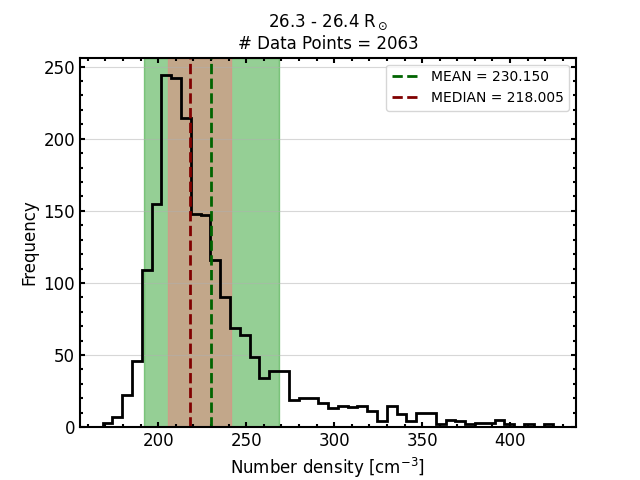 26.3 - 26.4 R⊙
# Data Points = 2063
MEAN = 230.150
MEDIAN = 218.005
250
200
150
100
50
0
Frequency
200 250 300 350 400
Number density [cm⁻³]